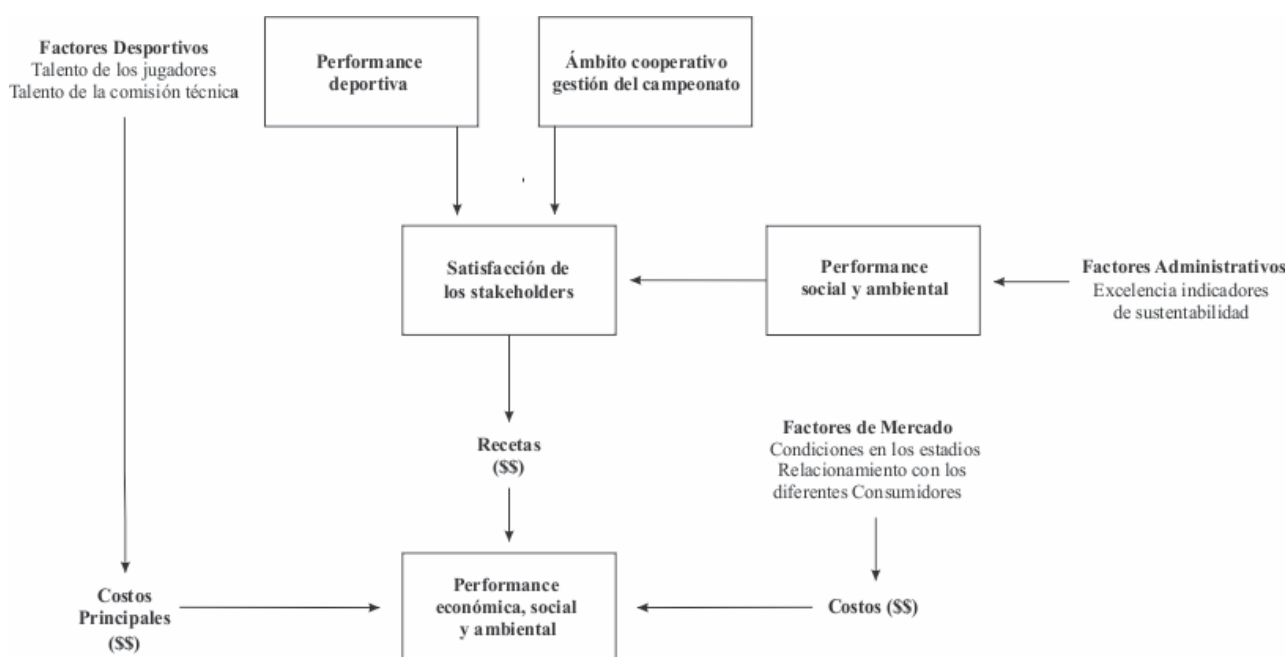 Factores Desportivos
Talento de los jugadores
Talento de la comisión técnica
Performance
deportiva
Ámbito cooperativo
gestión del campeonato
Satisfacción de
los stakeholders
Performance
social y ambiental
Factores Administrativos
Excelencia indicadores
de sustentabilidad
Recetas
($$)
Factores de Mercado
Condiciones en los estadios
Relacionamiento con los
diferentes Consumidores
Costos
Principales
($$)
Performance
económica, social
y ambiental
Costos ($$)